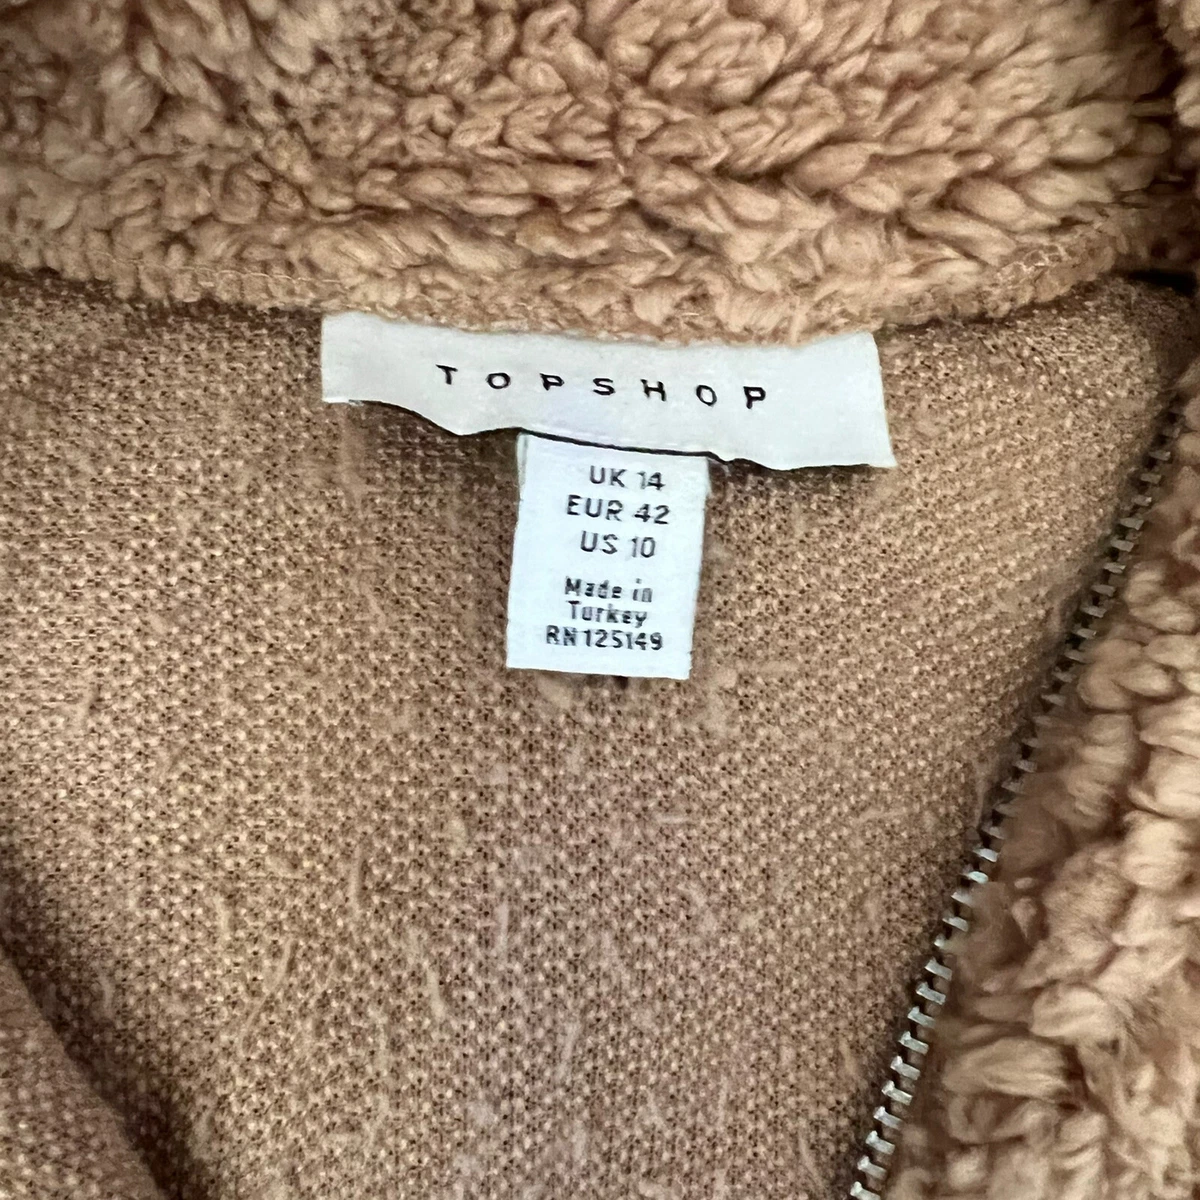 TOPSHOP
UK 14
EUR 42
US 10
Made in
Turkey
RN125149